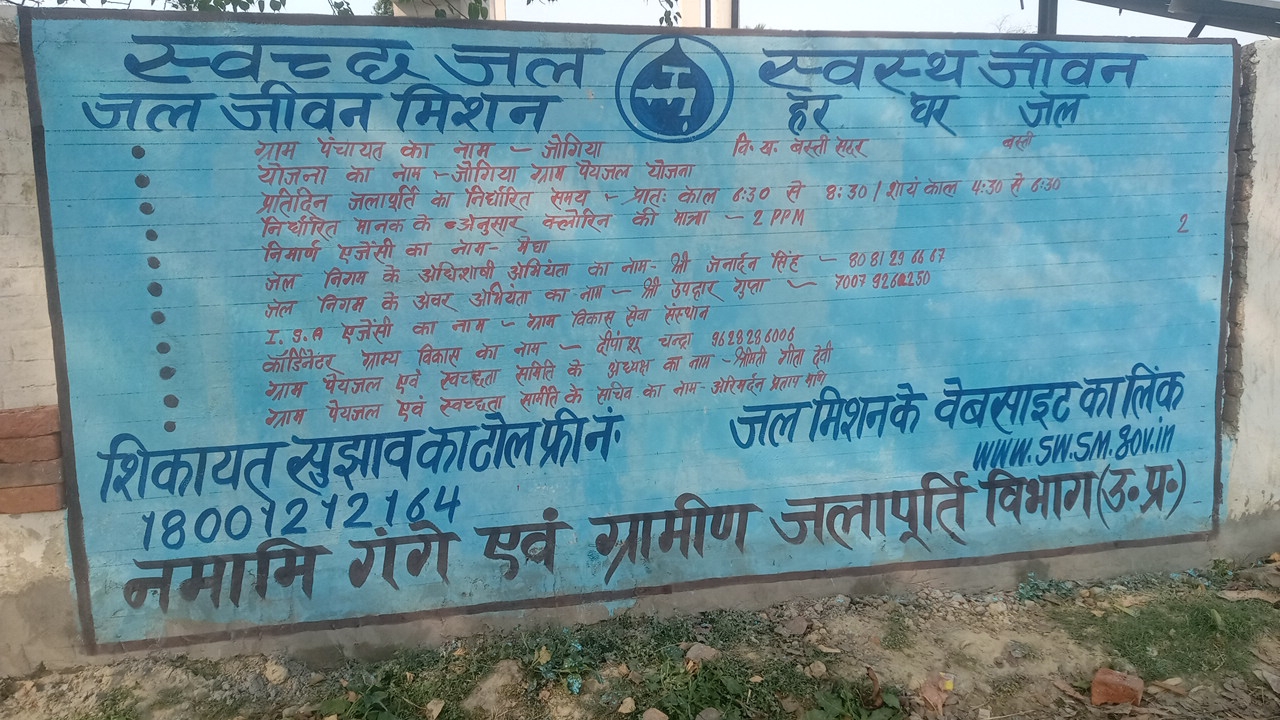 स्वच्छ जल स्वस्थ जीवन
जल जीवन मिशन हर घर जल
ग्राम पंचायत का नाम - जोगिया वि. ख. बस्ती सदर बस्ती
योजना का नाम - जोगिया ग्राम पेयजल योजना
प्रतिदिन जलापूर्ति का निर्धारित समय - प्रातः काल 6:30 से 8:30 / शायं काल 4:30 से 6:30
निर्धारित मानक के अनुसार क्लोरिन की मात्रा - 2 PPM 2
निमार्ण एजेंसी का नाम - मेघा
जल निगम के अधिशाषी अभियंता का नाम - श्री जनार्दन सिंह - 8081296667
जल निगम के अवर अभियंता का नाम - श्री उपहार गुप्ता - 7007926250
I.S.A एजेंसी का नाम - ग्राम विकास सेवा संस्थान
कॉर्डिनेटर ग्राम्य विकास का नाम - दीपांशू चन्द्रा 9628286006
ग्राम पेयजल एवं स्वच्छता समिति के अध्यक्ष का नाम - श्रीमती गीता देवी
ग्राम पेयजल एवं स्वच्छता समिति के सचिव का नाम - अरिमर्दन प्रताप मणि
शिकायत सुझाव का टोल फ्री नं. जल मिशन के वेबसाइट का लिंक
18001212164 www.sw.sm.gov.in
नमामि गंगे एवं ग्रामीण जलापूर्ति विभाग (उ.प्र.)